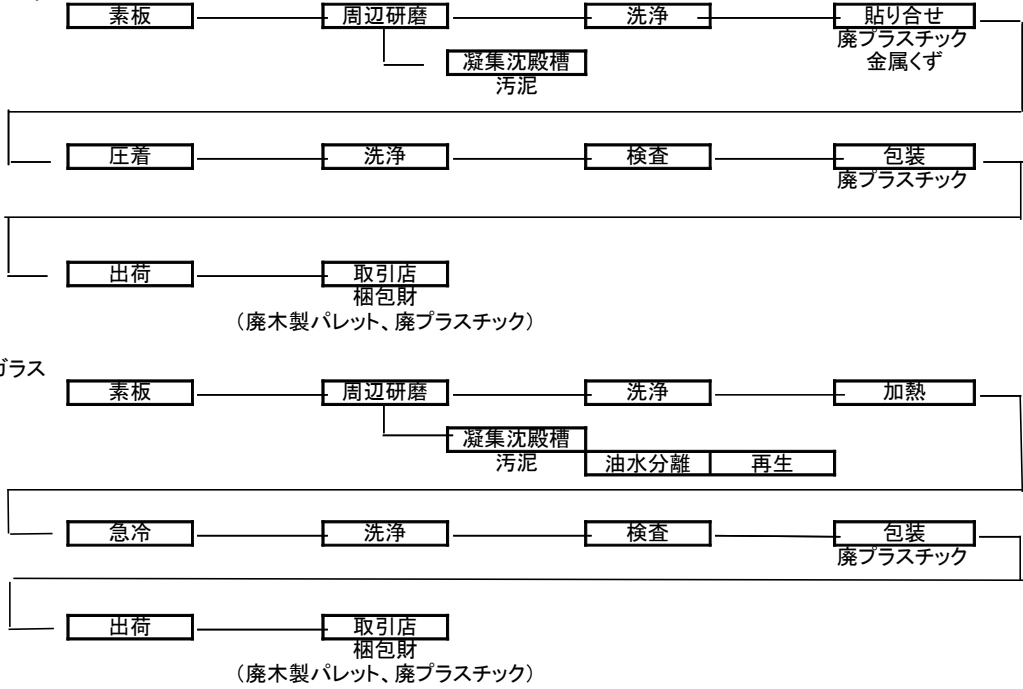 素板 周辺研磨 洗浄 貼り合せ
廃プラスチック
凝集沈殿槽 金属くず
汚泥
圧着 洗浄 検査 包装
廃プラスチック
出荷 取引店
梱包財
(廃木製パレット、廃プラスチック)
ガラス
素板 周辺研磨 洗浄 加熱
凝集沈殿槽
汚泥 油水分離 再生
急冷 洗浄 検査 包装
廃プラスチック
出荷 取引店
梱包財
(廃木製パレット、廃プラスチック)